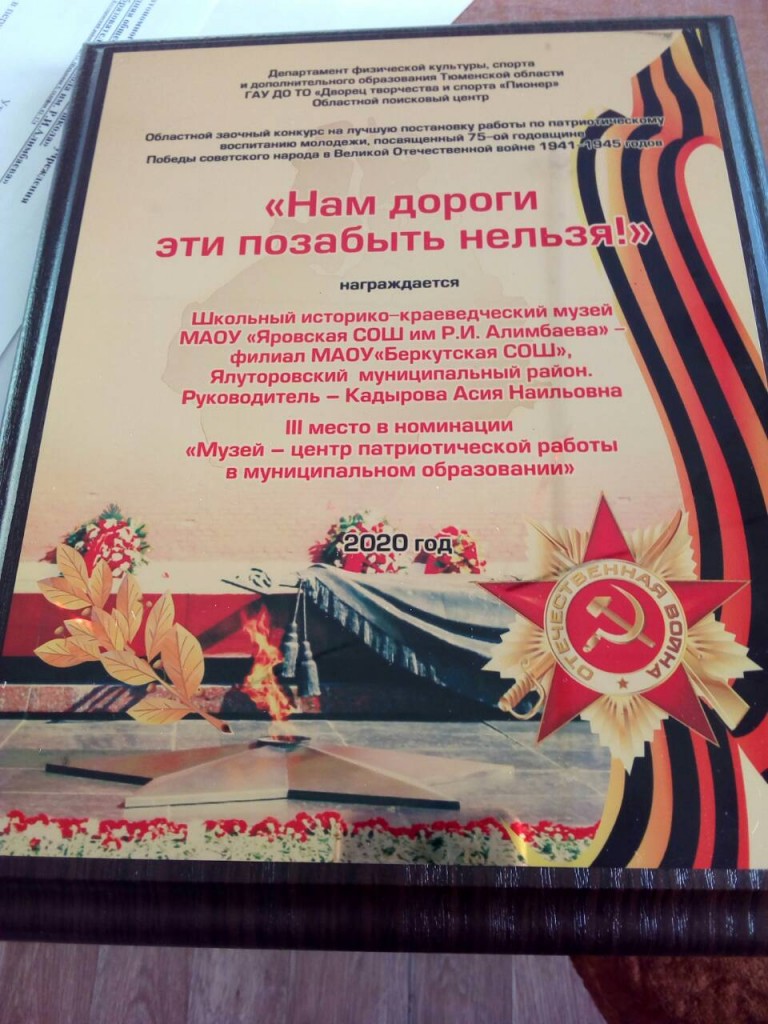 Департамент физической культуры, спорта
и дополнительного образования Тюменской области
ГАУ ДО ТО «Дворец творчества и спорта «Пионер»
Областной поисковый центр
Областной заочный конкурс на лучшую постановку работы по патриотическому
воспитанию молодежи, посвященный 75-ой годовщине
Победы советского народа в Великой Отечественной войне 1941-1945 годов
«Нам дороги
эти позабыть нельзя!»
награждается
Школьный историко-краеведческий музей
МАОУ «Яровская СОШ им Р.И. Алимбаева» –
филиал МАОУ«Беркутская СОШ»,
Ялуторовский муниципальный район.
Руководитель – Кадырова Асия Наильовна
III место в номинации
«Музей – центр патриотической работы
в муниципальном образовании»
2020 год
ОТЕЧЕСТВЕННАЯ ВОЙНА
учреждения